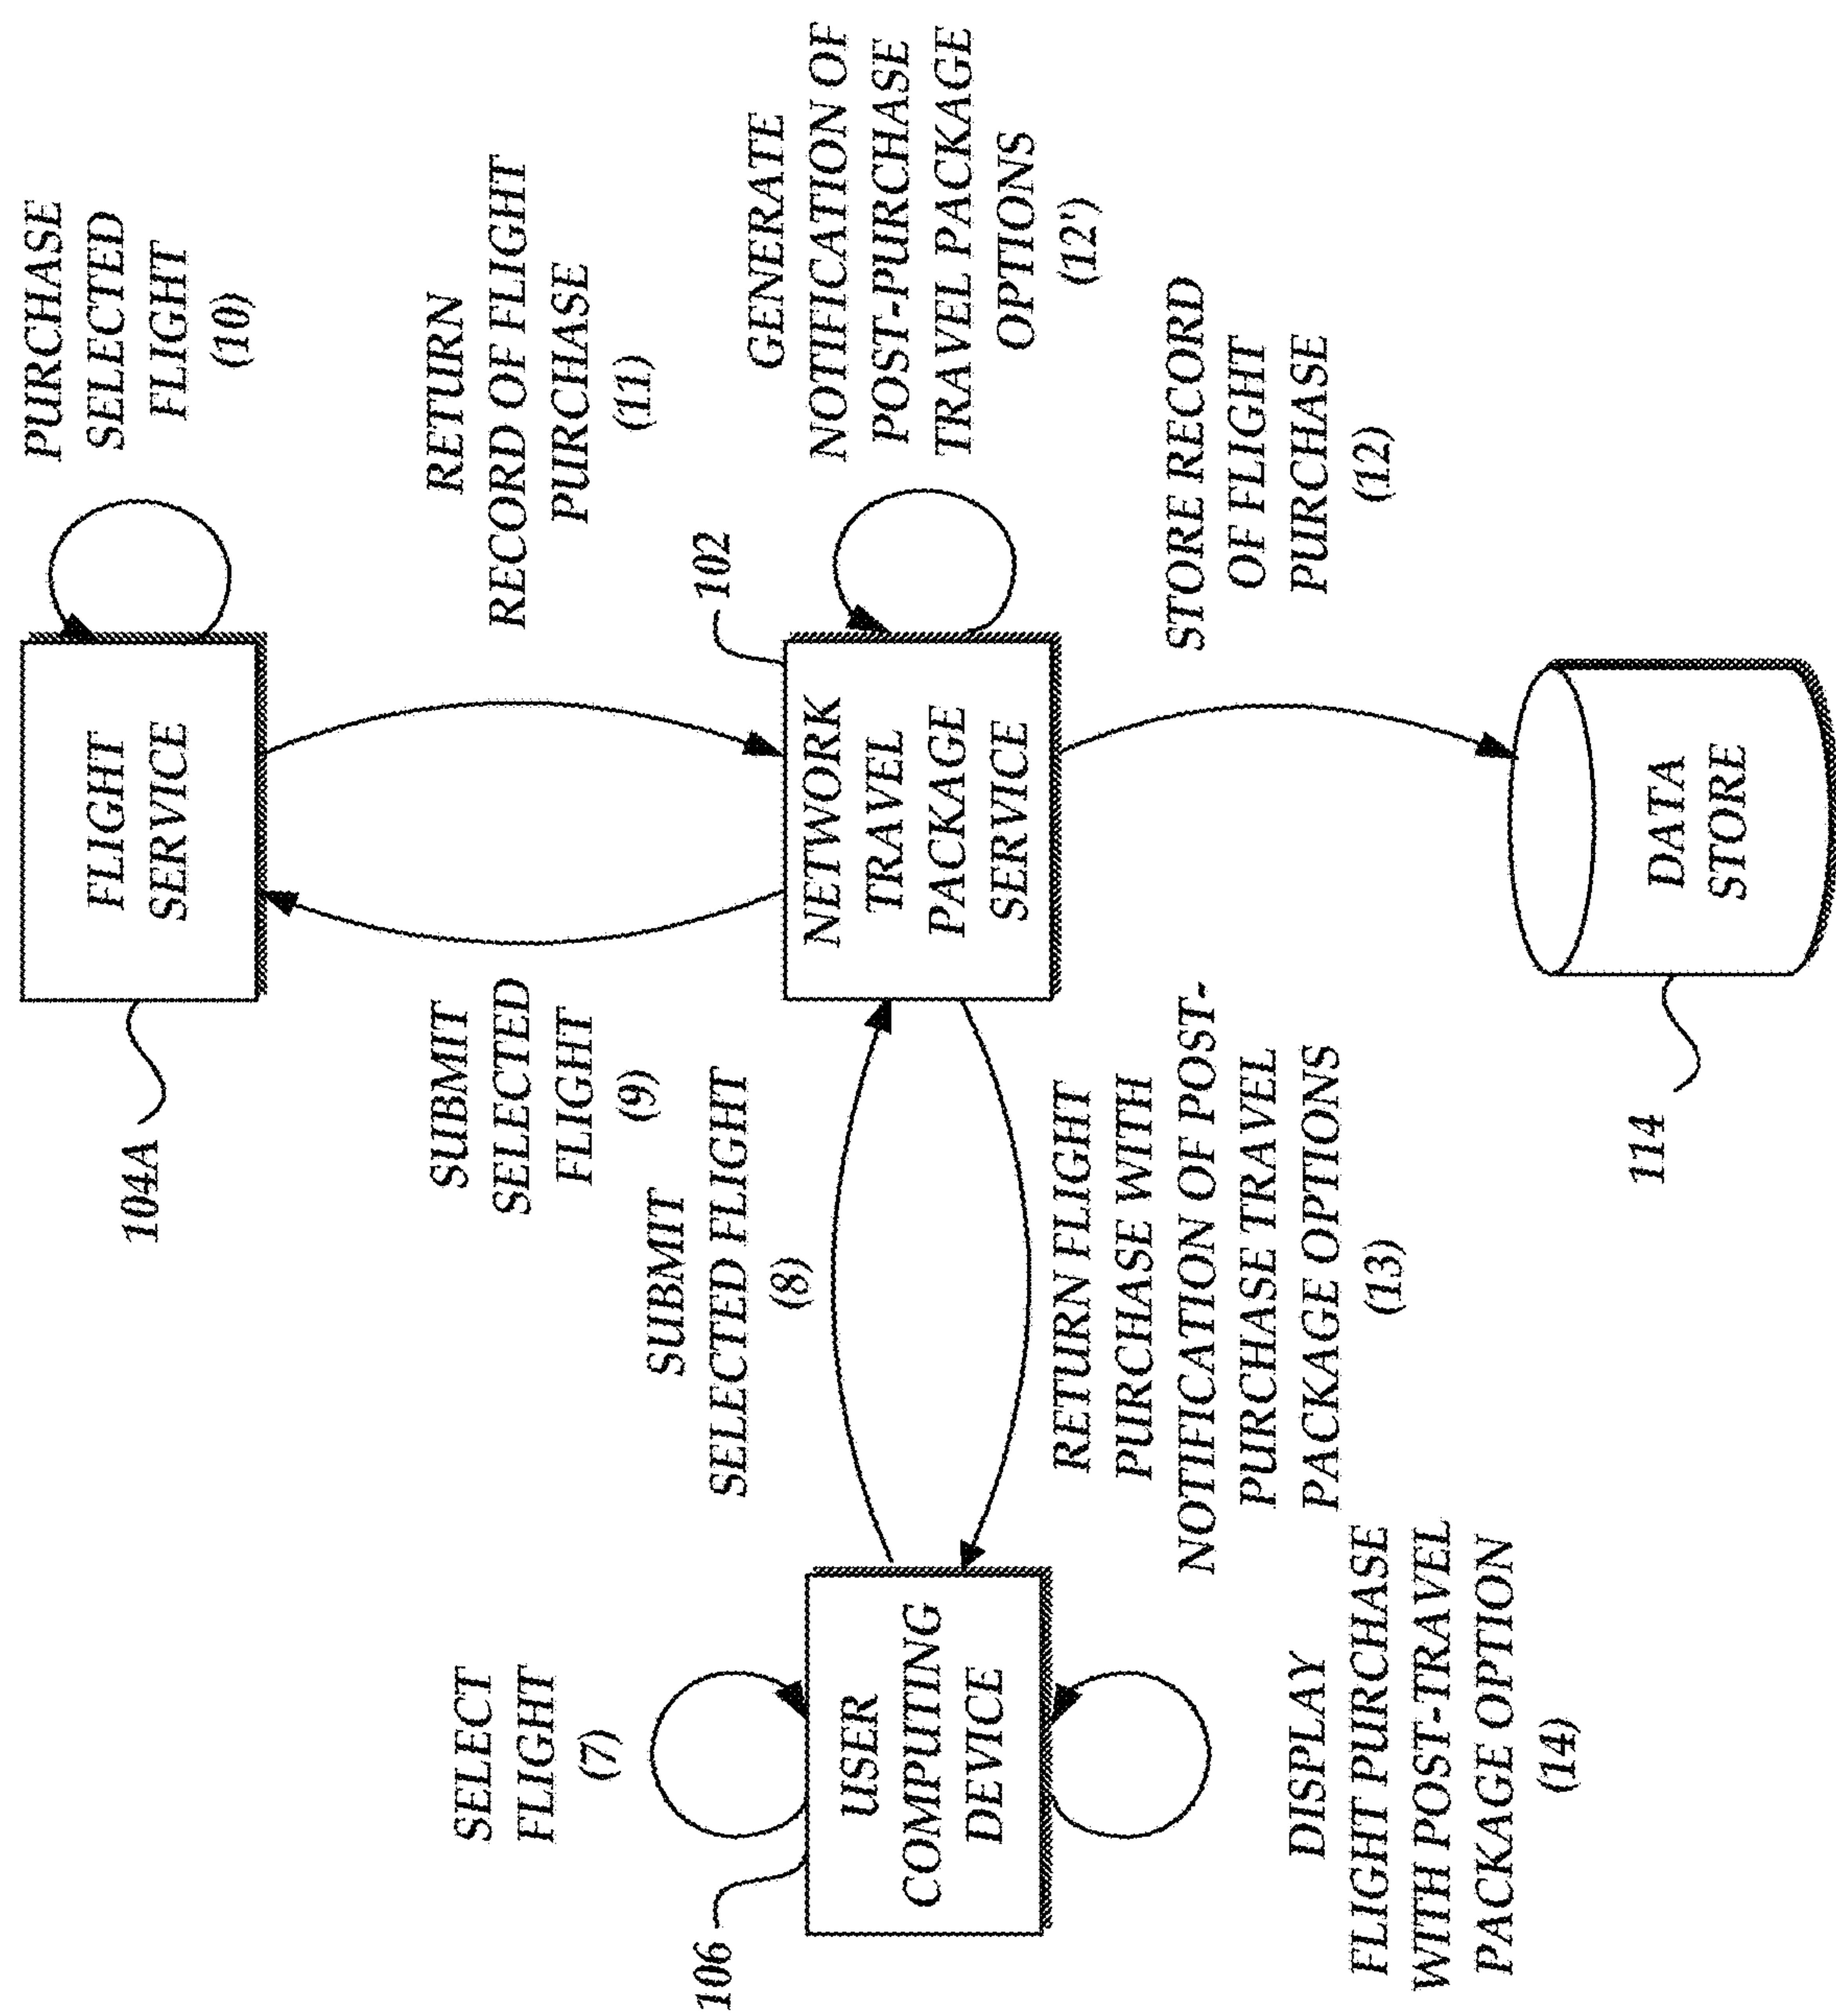 PURCHASE
SELECTED
FLIGHT
(10)
FLIGHT
SERVICE
104A
RETURN
RECORD OF FLIGHT
PURCHASE
(11)
SUBMIT
SELECTED
FLIGHT
(9)
SELECT
FLIGHT
(7)
SUBMIT
SELECTED FLIGHT
(8)
106
102
USER
COMPUTING
DEVICE
NETWORK
TRAVEL
PACKAGE
SERVICE
GENERATE
NOTIFICATION OF
POST-PURCHASE
TRAVEL PACKAGE
OPTIONS
(12')
RETURN FLIGHT
PURCHASE WITH
NOTIFICATION OF POST-
PURCHASE TRAVEL
PACKAGE OPTIONS
(13)
STORE RECORD
OF FLIGHT
PURCHASE
(12)
DISPLAY
FLIGHT PURCHASE
WITH POST-TRAVEL
PACKAGE OPTION
(14)
114
DATA
STORE